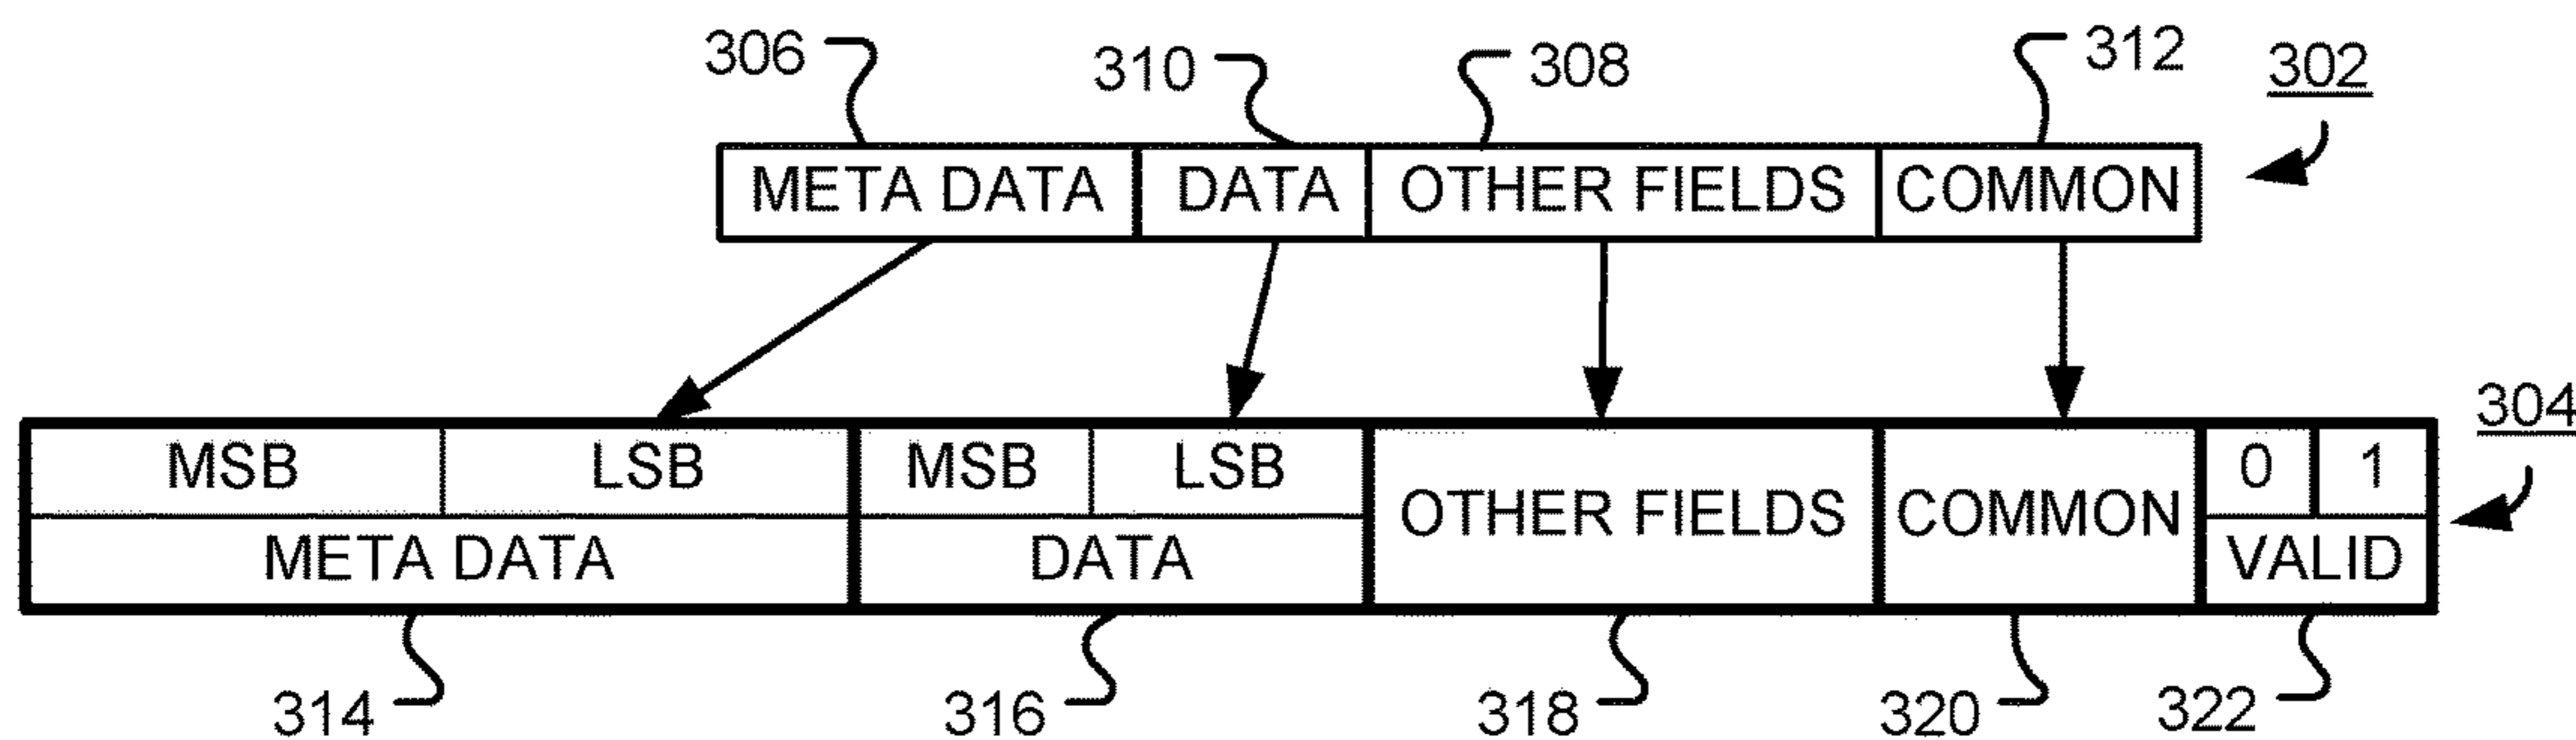 306 310 308 312 302
META DATA DATA OTHER FIELDS COMMON
304
MSB LSB MSB LSB 0 1
OTHER FIELDS COMMON
META DATA DATA VALID
314 316 318 320 322